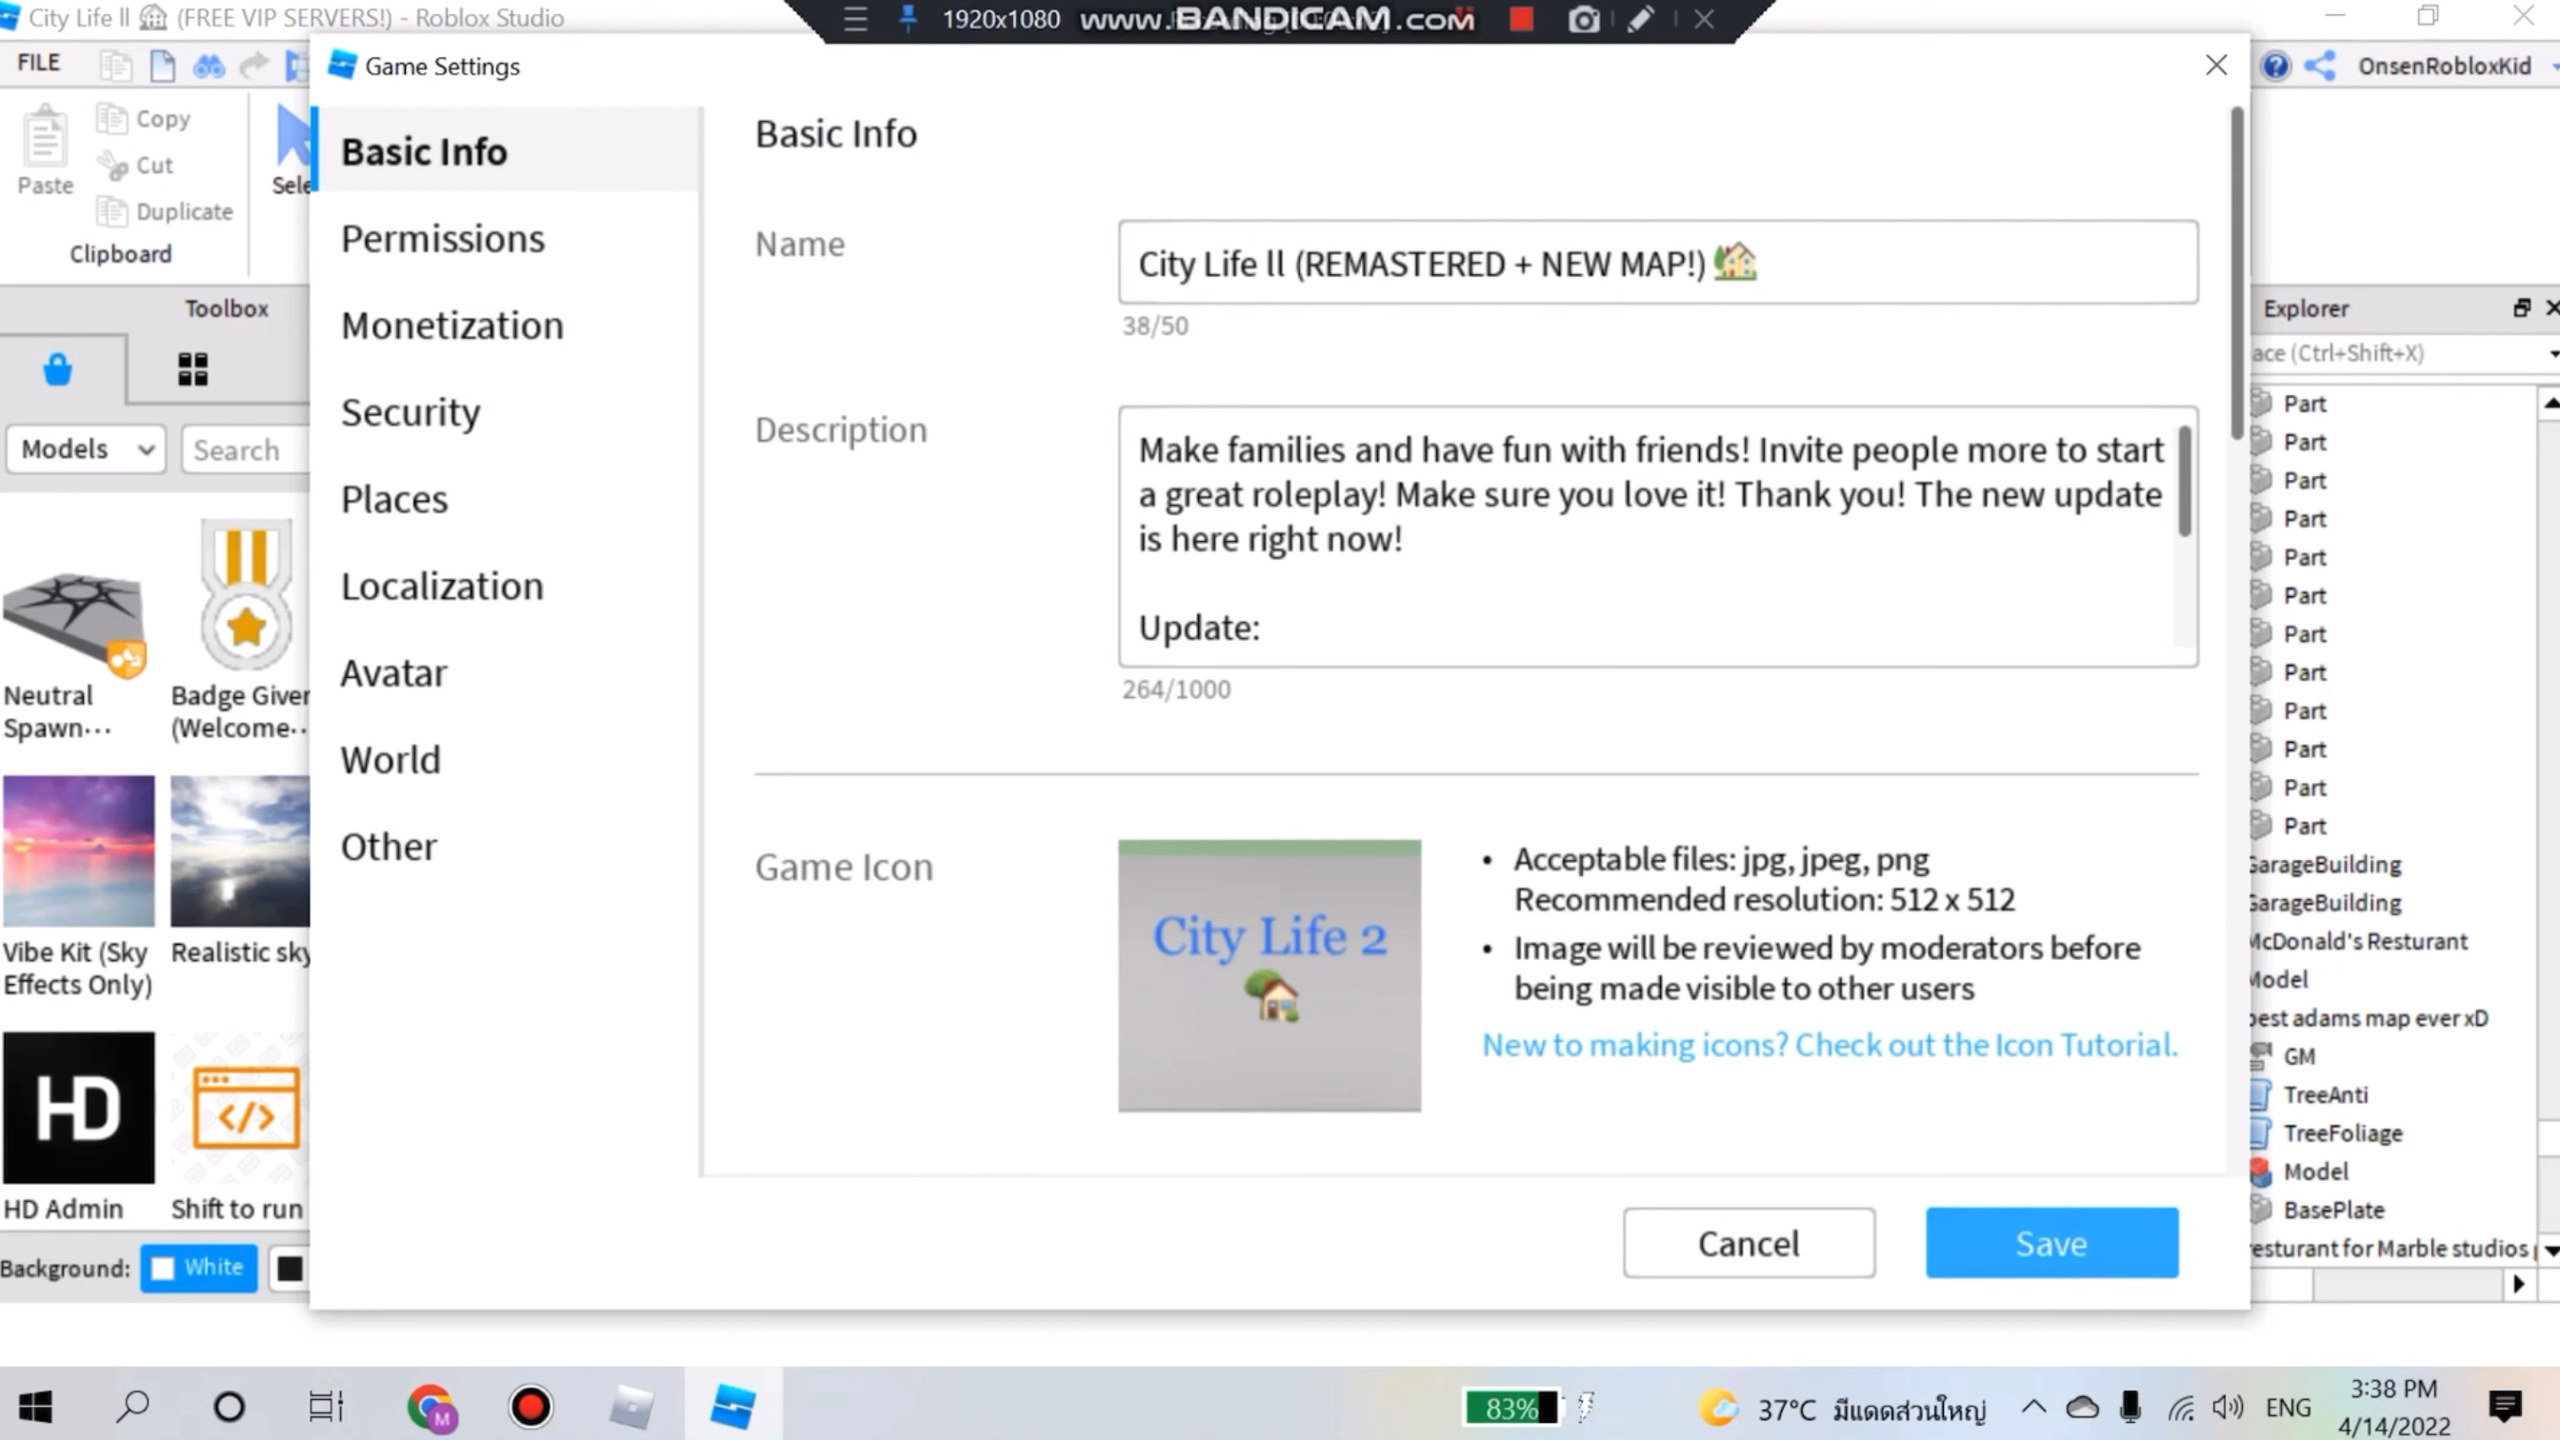 City Life ll 🏠 (FREE VIP SERVERS!) - Roblox Studio
1920x1080
www.BANDICAM.com
FILE
OnsenRobloxKid
Paste
Copy
Cut
Duplicate
Clipboard
Sele
Toolbox
Models
Search
Neutral
Spawn...
Badge Giver
(Welcome..
Vibe Kit (Sky
Effects Only)
Realistic sky
HD
HD Admin
Shift to run
Background:
White
Game Settings
Basic Info
Permissions
Monetization
Security
Places
Localization
Avatar
World
Other
Basic Info
Name
City Life ll (REMASTERED + NEW MAP!) 🏡
38/50
Description
Make families and have fun with friends! Invite people more to start
a great roleplay! Make sure you love it! Thank you! The new update
is here right now!
Update:
264/1000
Game Icon
City Life 2
• Acceptable files: jpg, jpeg, png
Recommended resolution: 512 x 512
• Image will be reviewed by moderators before
being made visible to other users
New to making icons? Check out the Icon Tutorial.
Cancel
Save
Explorer
ace (Ctrl+Shift+X)
Part
Part
Part
Part
Part
Part
Part
Part
Part
Part
Part
Part
GarageBuilding
GarageBuilding
McDonald's Resturant
Model
best adams map ever xD
GM
TreeAnti
TreeFoliage
Model
BasePlate
resturant for Marble studios
M
83%
37°C มีแดดส่วนใหญ่
ENG
3:38 PM
4/14/2022